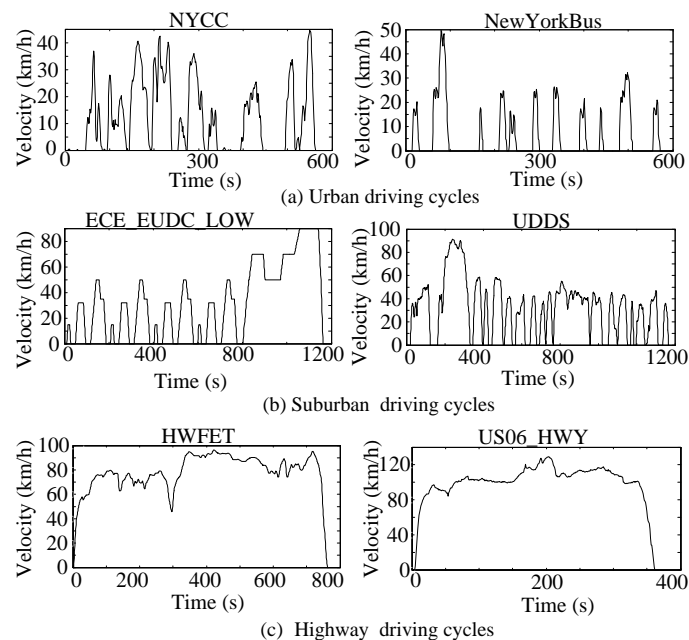 NYCC
Velocity (km/h)
40
30
20
10
0
0 300 600
Time (s)
NewYorkBus
Velocity (km/h)
50
40
30
20
10
0
0 300 600
Time (s)
(a) Urban driving cycles
ECE_EUDC_LOW
Velocity (km/h)
80
60
40
20
0
0 200 400 600 800 1200
Time (s)
UDDS
Velocity (km/h)
100
80
60
40
20
0
0 400 800 1200
Time (s)
(b) Suburban driving cycles
HWFET
Velocity (km/h)
100
80
60
40
20
0
0 200 400 600 800
Time (s)
US06_HWY
Velocity (km/h)
120
80
40
0
0 200 400
Time (s)
(c) Highway driving cycles